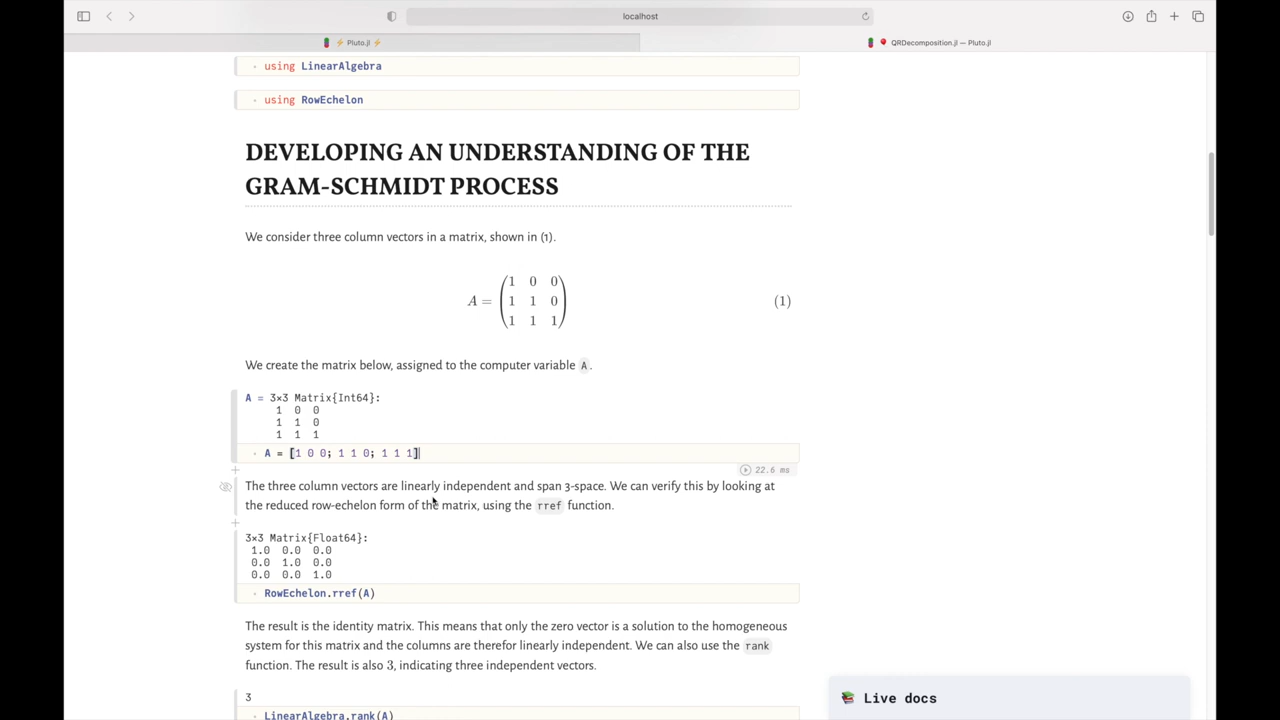 localhost
⚡ Pluto.jl ⚡
QRDecomposition.jl — Pluto.jl
using LinearAlgebra
using RowEchelon
DEVELOPING AN UNDERSTANDING OF THE
GRAM-SCHMIDT PROCESS
We consider three column vectors in a matrix, shown in (1).
1 0 0
A = 1 1 0 (1)
1 1 1
We create the matrix below, assigned to the computer variable A.
A = 3×3 Matrix{Int64}:
1 0 0
1 1 0
1 1 1
A = [1 0 0; 1 1 0; 1 1 1]
22.6 ms
The three column vectors are linearly independent and span 3-space. We can verify this by looking at
the reduced row-echelon form of the matrix, using the rref function.
3×3 Matrix{Float64}:
1.0 0.0 0.0
0.0 1.0 0.0
0.0 0.0 1.0
RowEchelon.rref(A)
The result is the identity matrix. This means that only the zero vector is a solution to the homogeneous
system for this matrix and the columns are therefor linearly independent. We can also use the rank
function. The result is also 3, indicating three independent vectors.
3
LinearAlgebra.rank(A)
Live docs